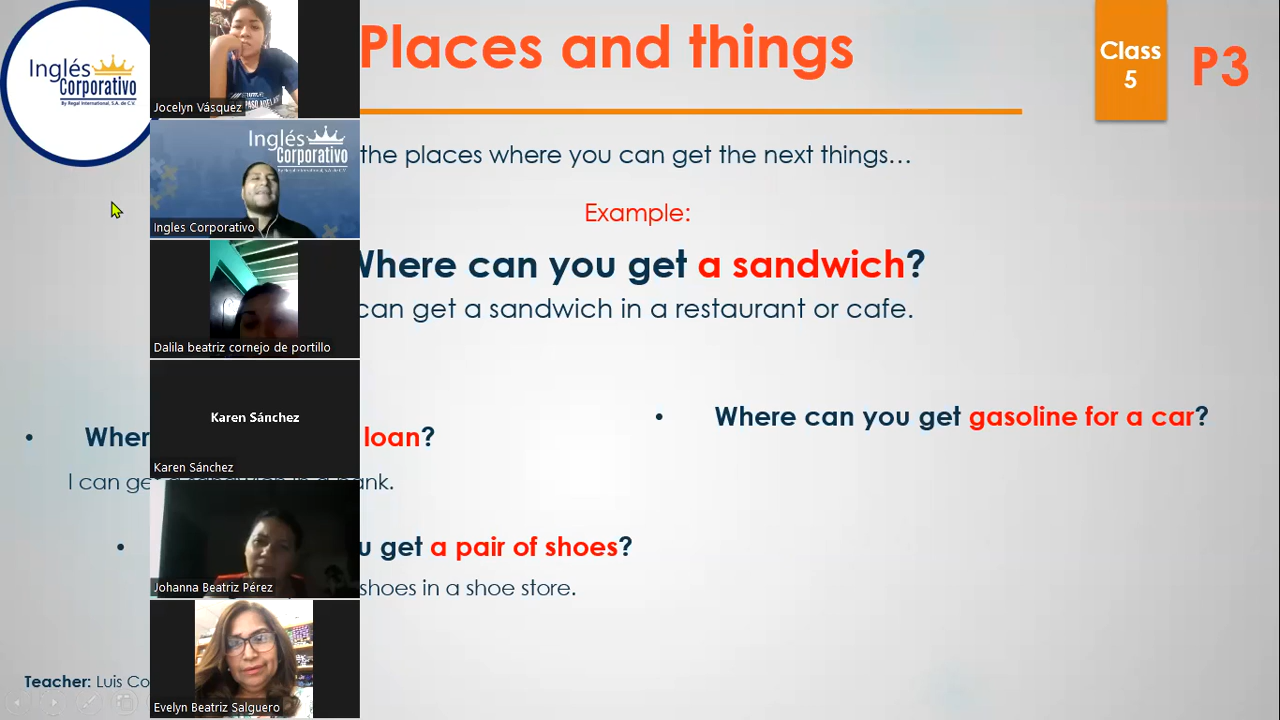 Inglés
Corporativo
By Regal International, S.A. de C.V.
Places and things
Class
5
P3
the places where you can get the next things…
Example:
Where can you get a sandwich?
can get a sandwich in a restaurant or cafe.
Where can you get gasoline for a car?
loan?
I can get a sandwich in a bank.
get a pair of shoes?
shoes in a shoe store.
Teacher: Luis
Jocelyn Vásquez
Inglés
Corporativo
Ingles Corporativo
Dalila beatriz cornejo de portillo
Karen Sánchez
Karen Sánchez
Johanna Beatriz Pérez
Evelyn Beatriz Salguero